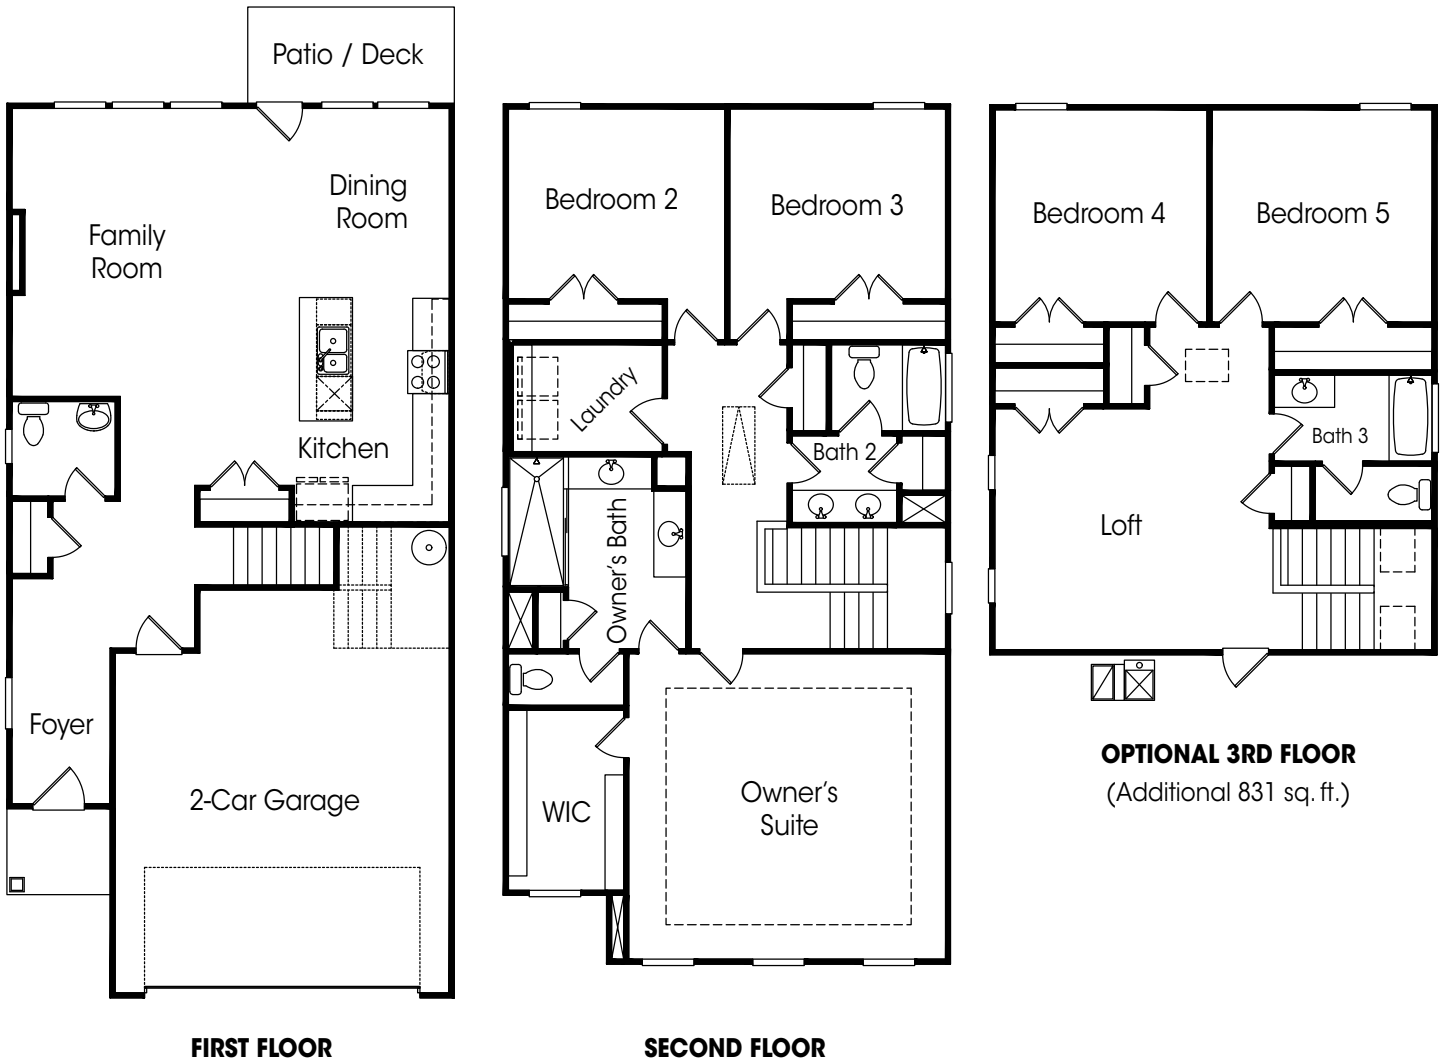 Patio / Deck
Dining
Room
Family
Room
Kitchen
Foyer
2-Car Garage
FIRST FLOOR
Bedroom 2
Bedroom 3
Laundry
Bath 2
Owner's Bath
WIC
Owner's
Suite
SECOND FLOOR
Bedroom 4
Bedroom 5
Bath 3
Loft
OPTIONAL 3RD FLOOR
(Additional 831 sq. ft.)